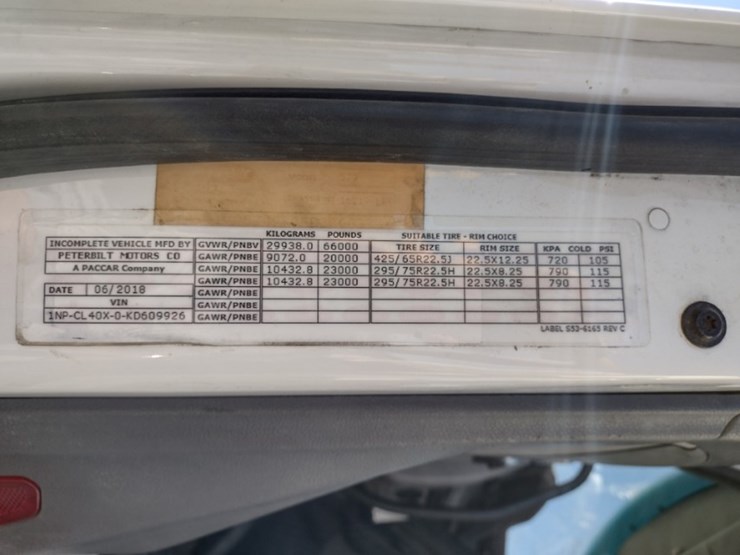 KILOGRAMS POUNDS SUITABLE TIRE - RIM CHOICE
INCOMPLETE VEHICLE MFD BY GVWR/PNBV 29938.0 66000 TIRE SIZE RIM SIZE KPA COLD PSI
PETERBILT MOTORS CO GAWR/PNBE 9072.0 20000 425/65R22.5J 22.5X12.25 720 105
A PACCAR Company GAWR/PNBE 10432.8 23000 295/75R22.5H 22.5X8.25 790 115
GAWR/PNBE 10432.8 23000 295/75R22.5H 22.5X8.25 790 115
DATE 06/2018 GAWR/PNBE
VIN GAWR/PNBE
1NP-CL40X-0-KD609926 GAWR/PNBE
LABEL S53-6165 REV C